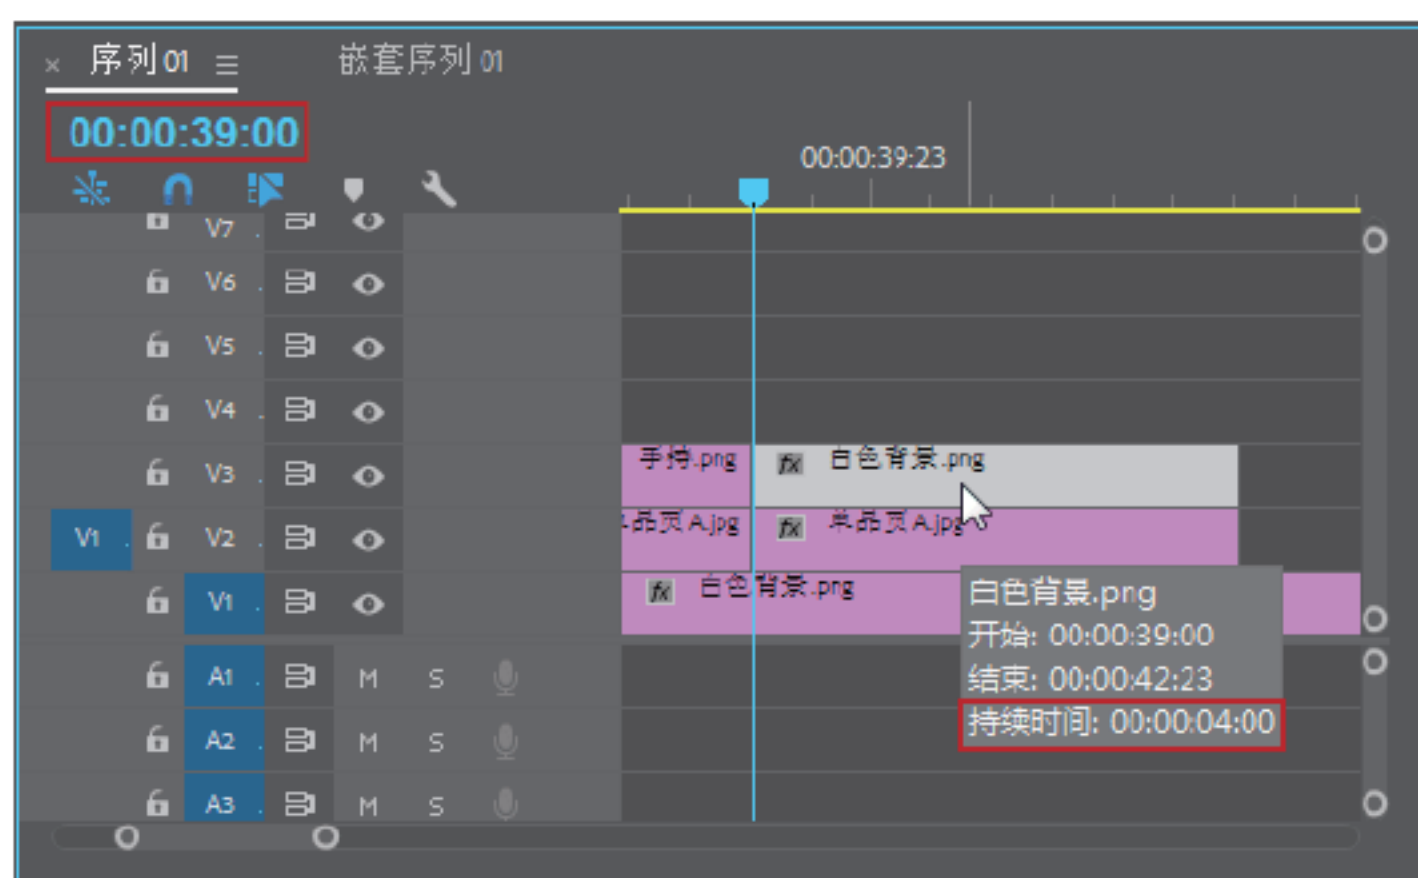 × 序列 01 ≡ 嵌套序列 01
00:00:39:00
00:00:39:23
V7
V6
V5
V4
V3 手持.png fx 白色背景.png
V1 V2 单品页A.jpg fx 单品页A.jpg
V1 fx 白色背景.png
白色背景.png
开始: 00:00:39:00
结束: 00:00:42:23
持续时间: 00:00:04:00
A1 M S
A2 M S
A3 M S